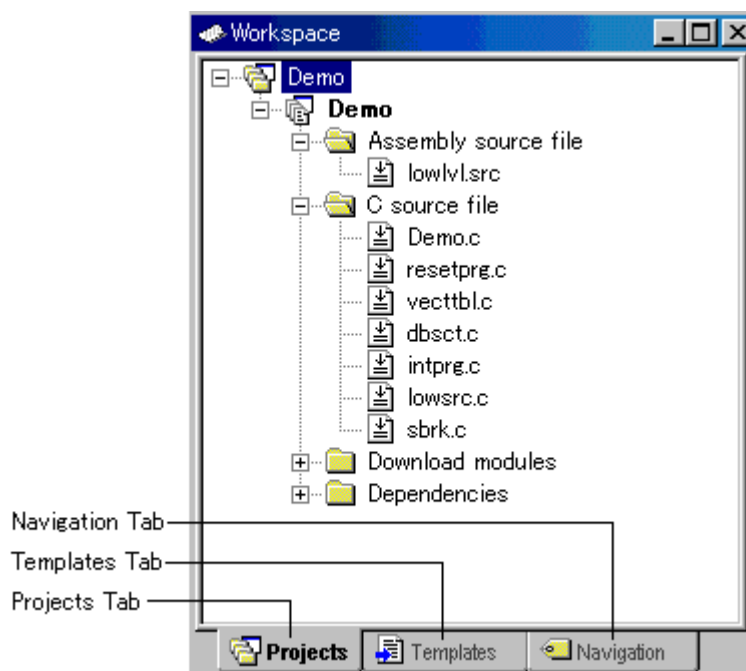 Workspace
Demo
Demo
Assembly source file
lowlvl.src
C source file
Demo.c
resetprg.c
vecttbl.c
dbsct.c
intprg.c
lowsrc.c
sbrk.c
Download modules
Dependencies
Navigation Tab
Templates Tab
Projects Tab
Projects Templates Navigation